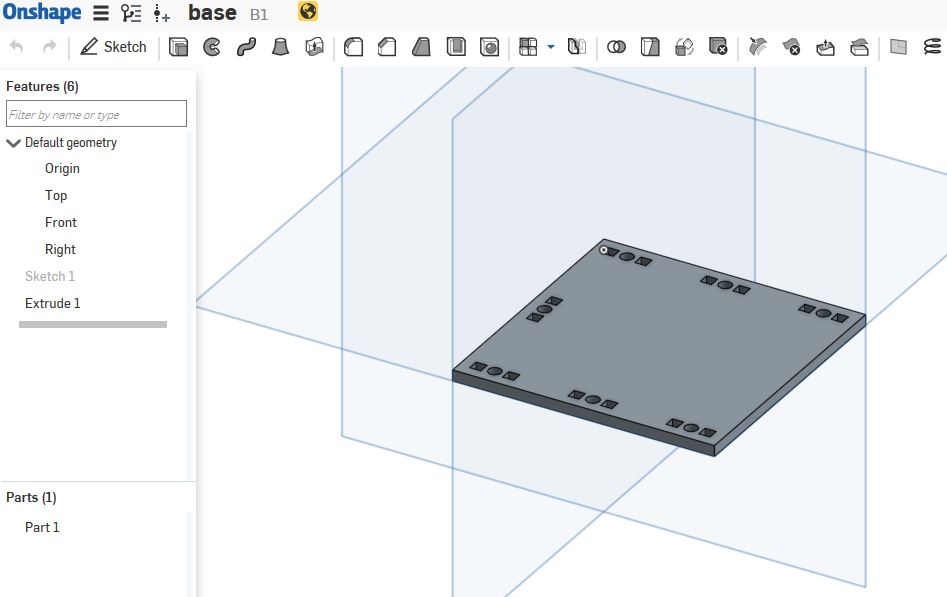 Onshape base B1
Sketch
Features (6)
Filter by name or type
Default geometry
Origin
Top
Front
Right
Sketch 1
Extrude 1
Parts (1)
Part 1